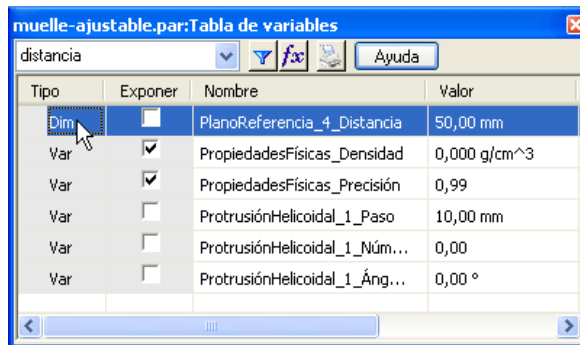 muelle-ajustable.par:Tabla de variables
distancia fx Ayuda
Tipo Exponer Nombre Valor
Dim PlanoReferencia_4_Distancia 50,00 mm
Var PropiedadesFísicas_Densidad 0,000 g/cm^3
Var PropiedadesFísicas_Precisión 0,99
Var ProtrusiónHelicoidal_1_Paso 10,00 mm
Var ProtrusiónHelicoidal_1_Núm... 0,00
Var ProtrusiónHelicoidal_1_Áng... 0,00 °